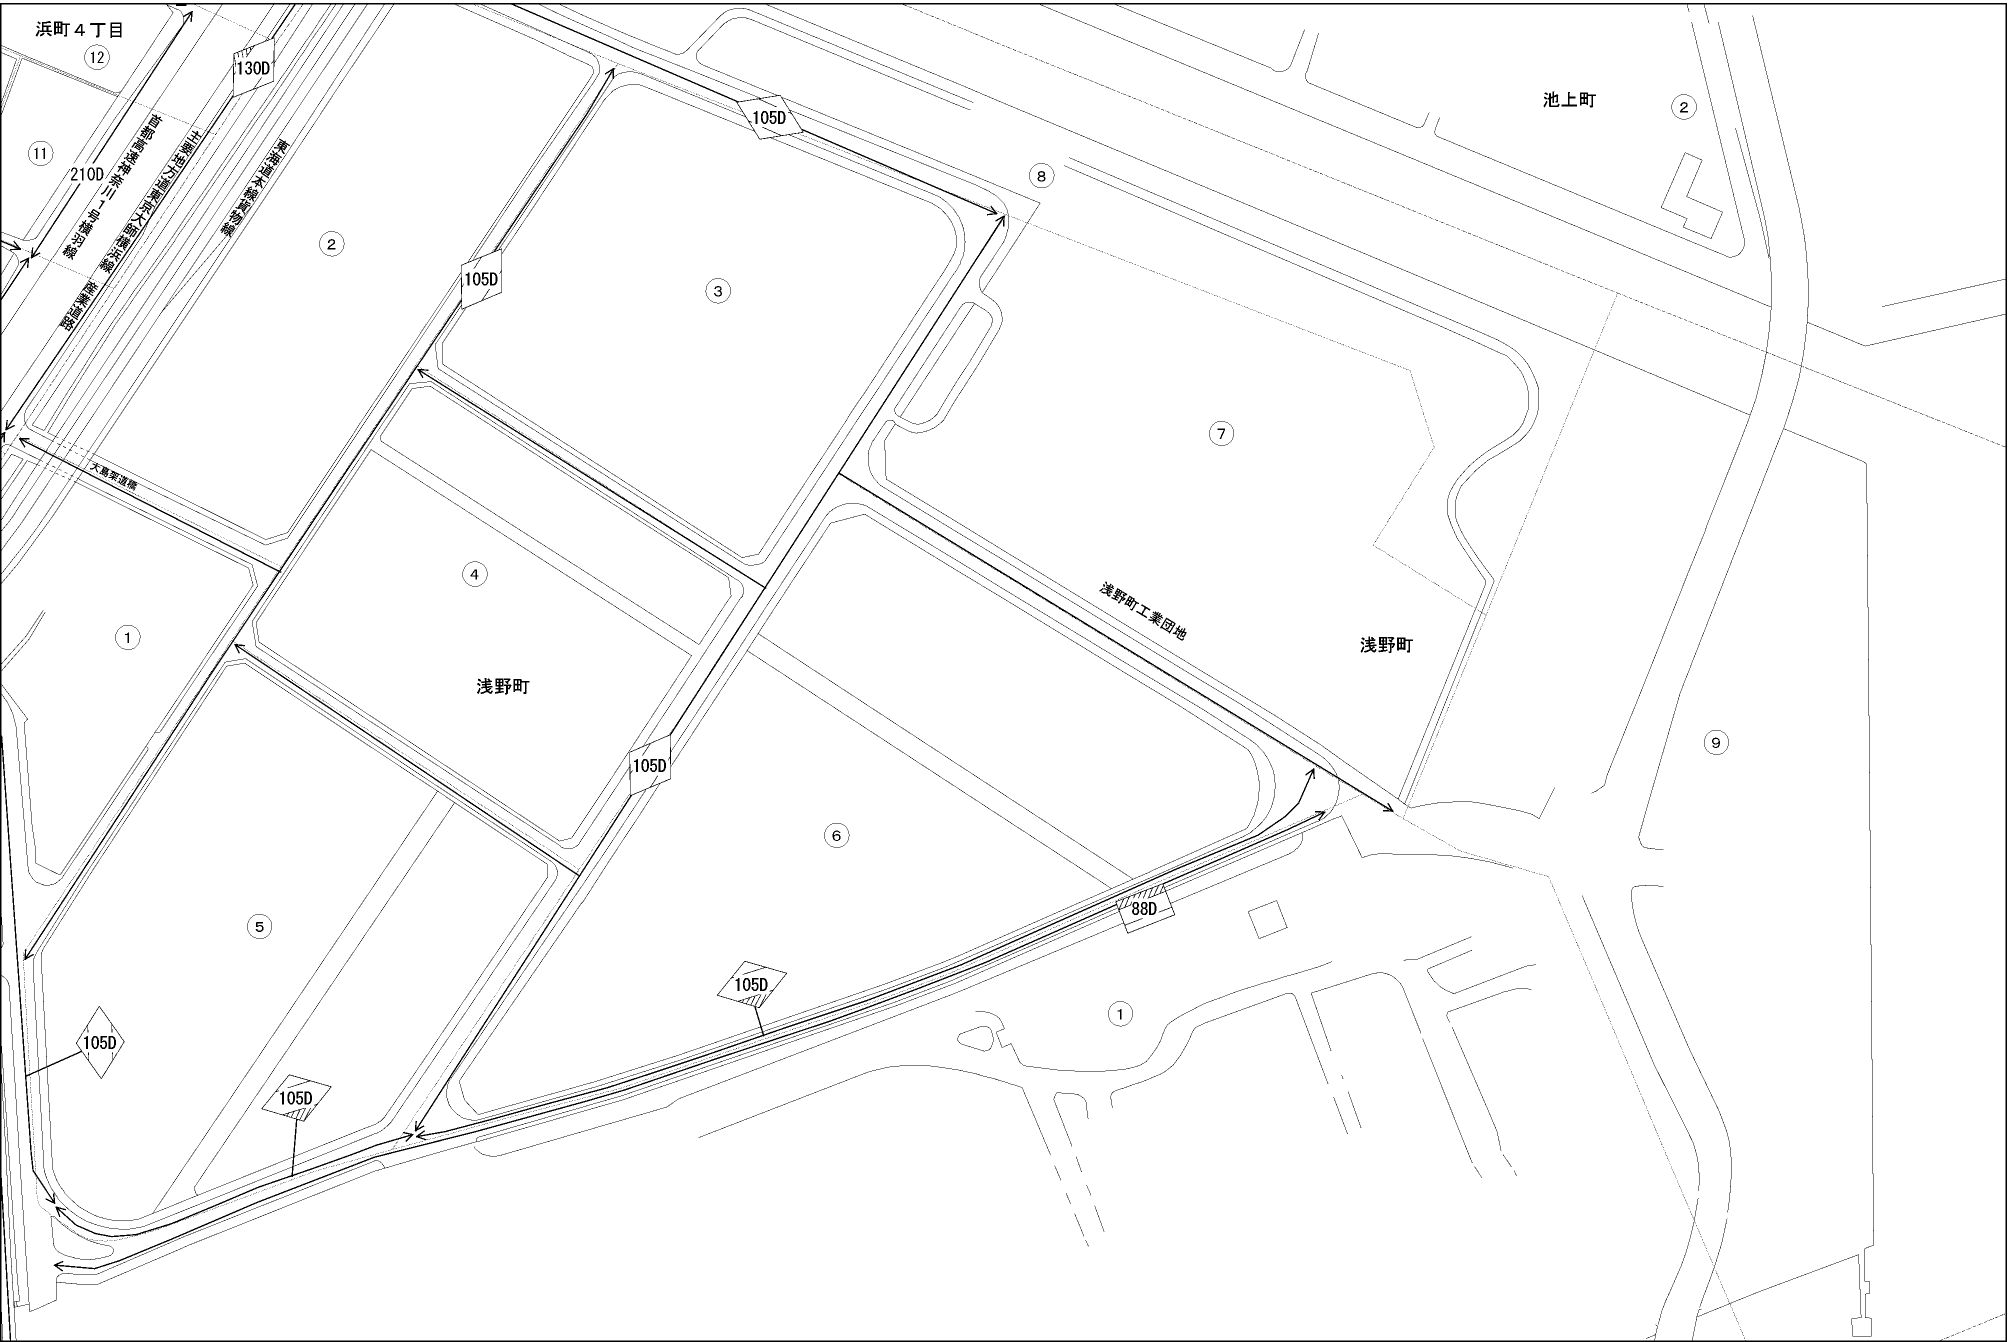 浜町4丁目
⑫
130D
105D
池上町
②
⑪
210D
首都高速神奈川1号横羽線
主要地方道東京大師横浜線 産業道路
東海道本線貨物線
⑧
②
105D
③
⑦
大島架道橋
④
浅野町工業団地
浅野町
①
浅野町
⑨
105D
⑥
⑤
88D
105D
①
105D
105D